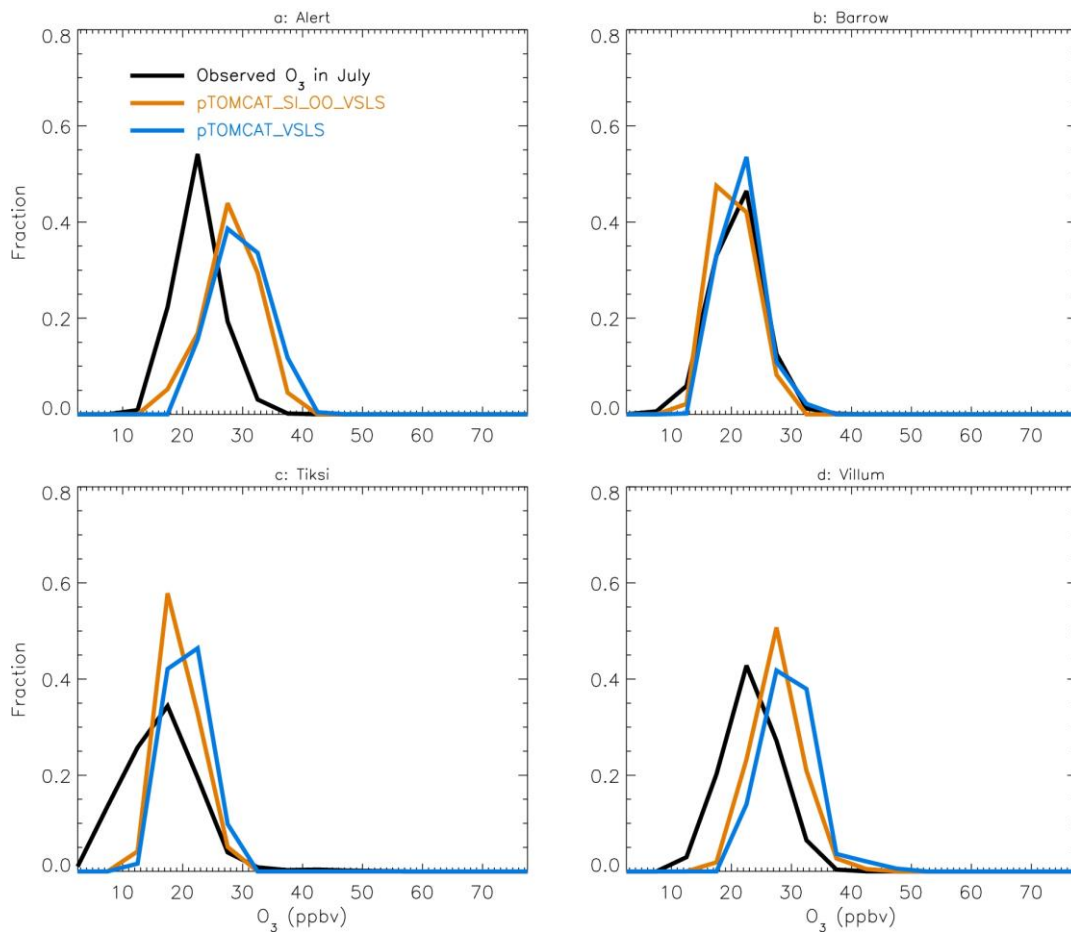 a: Alert
b: Barrow
0.8
0.6
0.4
0.2
0.0
Fraction
Observed O3 in July
pTOMCAT_SI_OO_VSLS
pTOMCAT_VSLS
10 20 30 40 50 60 70
0.8
0.6
0.4
0.2
0.0
10 20 30 40 50 60 70
c: Tiksi
d: Villum
0.8
0.6
0.4
0.2
0.0
Fraction
10 20 30 40 50 60 70
O3 (ppbv)
0.8
0.6
0.4
0.2
0.0
10 20 30 40 50 60 70
O3 (ppbv)